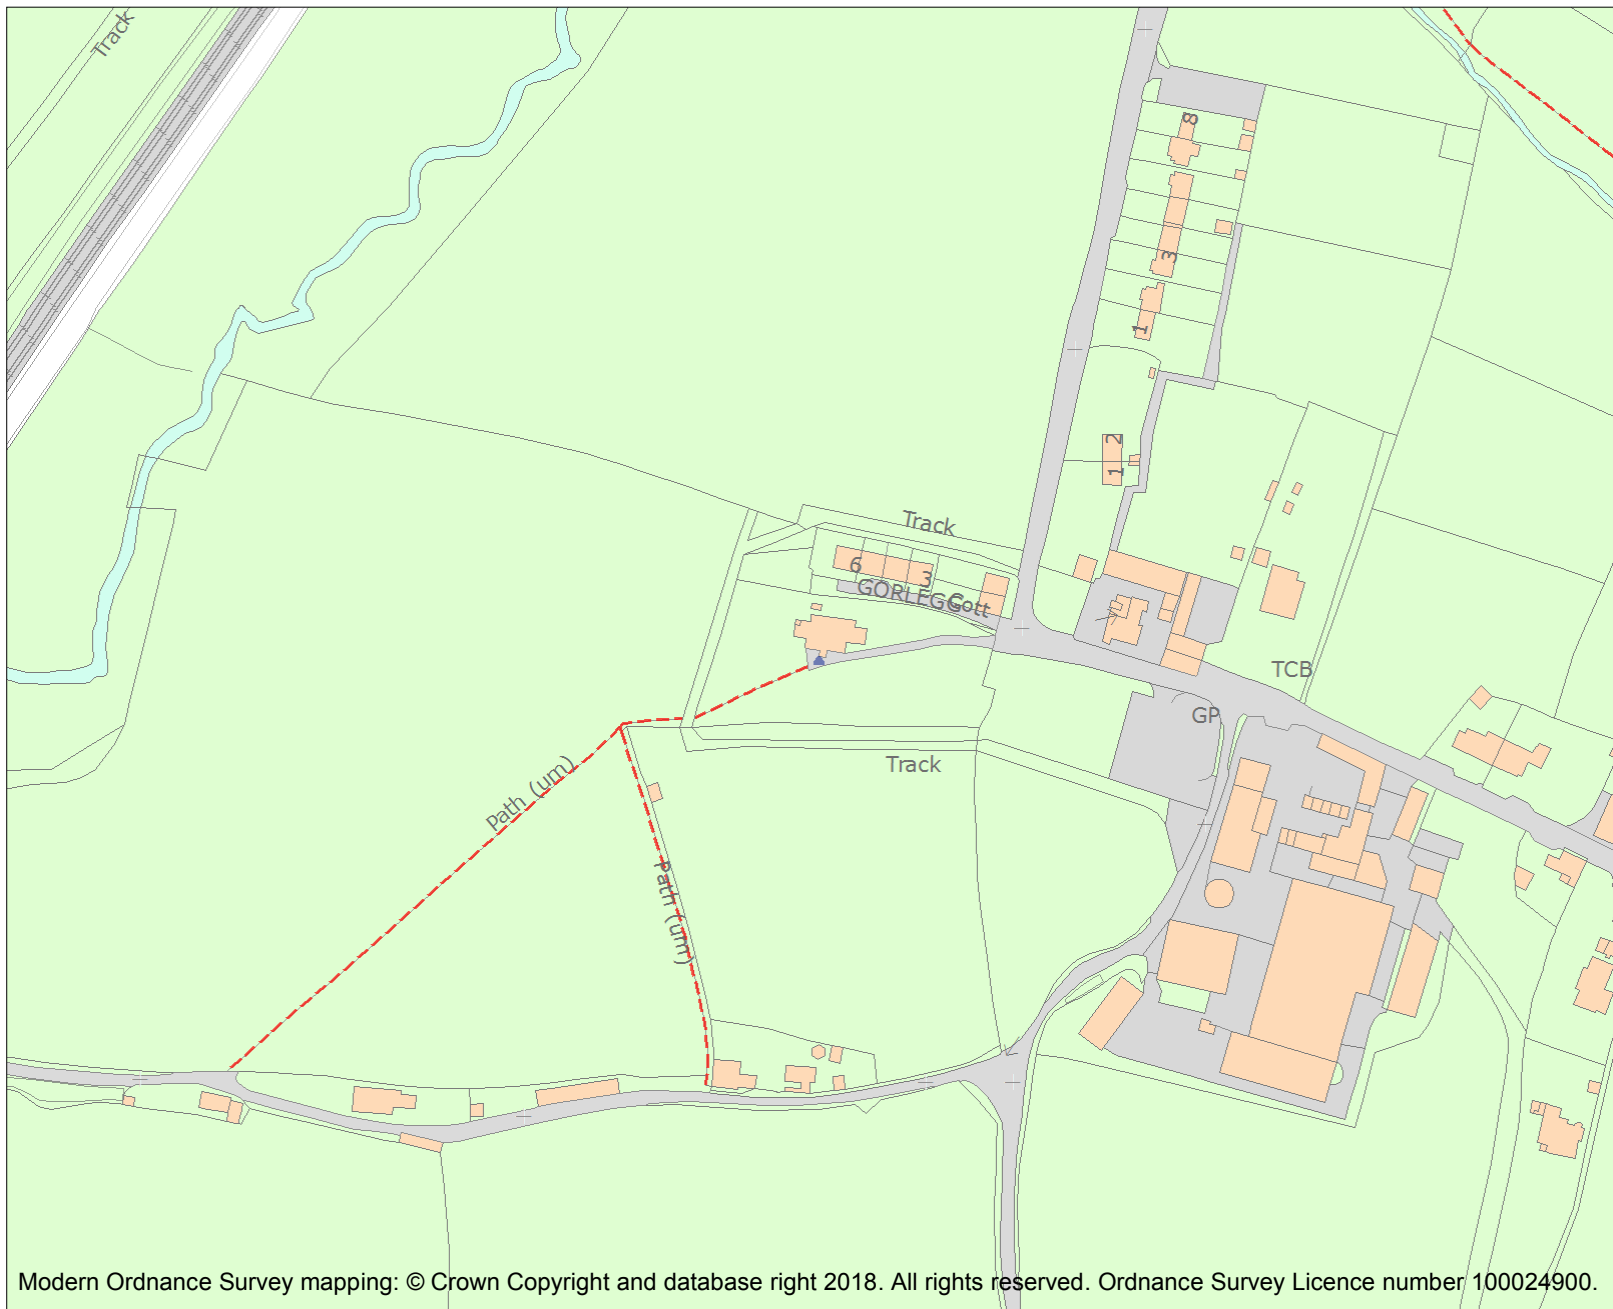 Track
8
3
1
2
1
Track
6
3
GORLEGG
Cott
TCB
GP
Track
Path (um)
Path (um)
Modern Ordnance Survey mapping: © Crown Copyright and database right 2018. All rights reserved. Ordnance Survey Licence number 100024900.